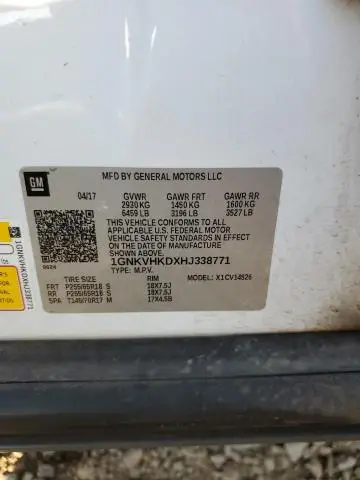 GM
MFD BY GENERAL MOTORS LLC
04/17 GVWR GAWR FRT GAWR RR
2930 KG 1450 KG 1600 KG
6459 LB 3196 LB 3527 LB
THIS VEHICLE CONFORMS TO ALL
APPLICABLE U.S. FEDERAL MOTOR
VEHICLE SAFETY STANDARDS IN EFFECT
ON THE DATE OF MANUFACTURE
SHOWN ABOVE.
1GNKVHKDXHJ338771
TYPE: M.P.V. MODEL: X1CV14526
TIRE SIZE RIM
FRT P255/65R18 S 18X7.5J
RR P255/65R18 S 18X7.5J
SPA T145/70R17 M 17X4.5B
1GNKVHKDXHJ338771